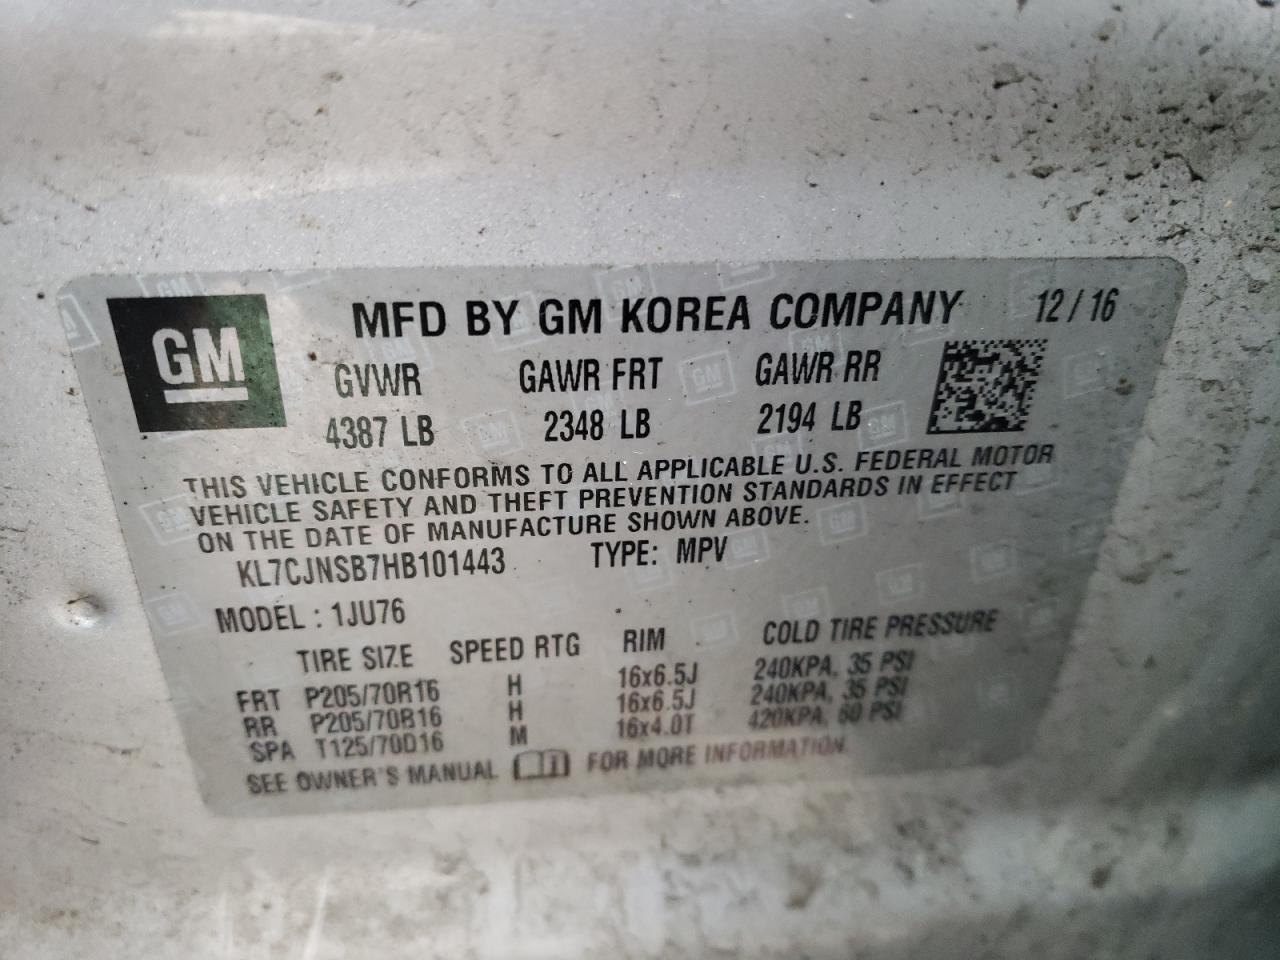 GM
MFD BY GM KOREA COMPANY 12/16
GVWR GAWR FRT GAWR RR
4387 LB 2348 LB 2194 LB
THIS VEHICLE CONFORMS TO ALL APPLICABLE U.S. FEDERAL MOTOR
VEHICLE SAFETY AND THEFT PREVENTION STANDARDS IN EFFECT
ON THE DATE OF MANUFACTURE SHOWN ABOVE.
KL7CJNSB7HB101443 TYPE: MPV
MODEL : 1JU76
TIRE SIZE SPEED RTG RIM COLD TIRE PRESSURE
FRT P205/70R16 H 16x6.5J 240KPA, 35 PSI
RR P205/70R16 H 16x6.5J 240KPA, 35 PSI
SPA T125/70D16 M 16x4.0T 420KPA, 60 PSI
SEE OWNER'S MANUAL FOR MORE INFORMATION.